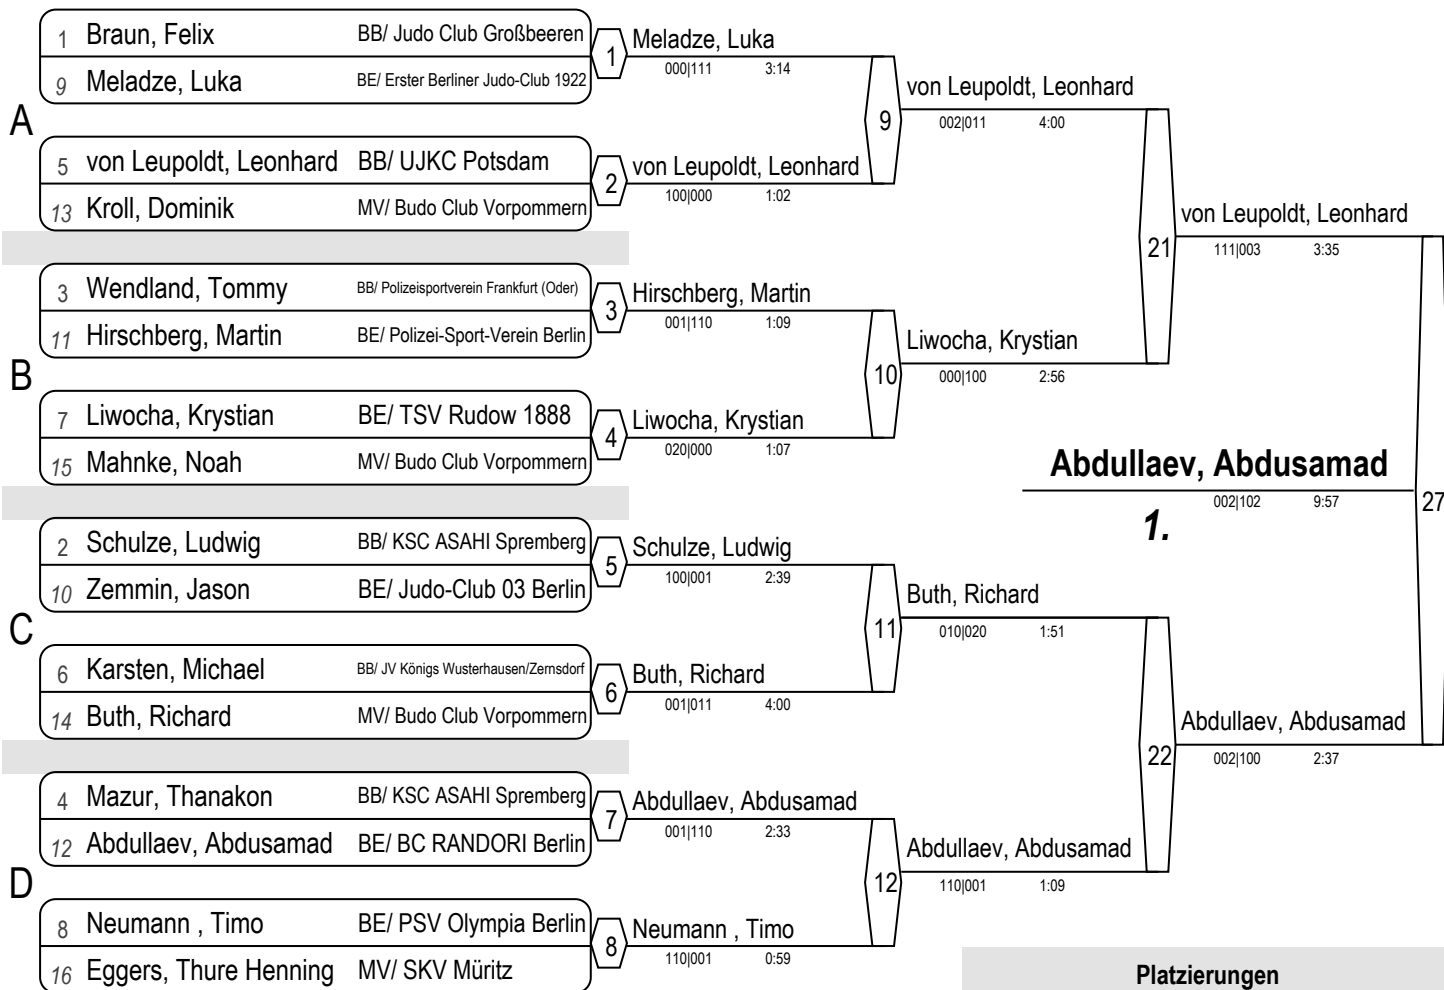 1 Braun, Felix BB/ Judo Club Großbeeren
9 Meladze, Luka BE/ Erster Berliner Judo-Club 1922
1
Meladze, Luka
000|111 3:14
A
5 von Leupoldt, Leonhard BB/ UJKC Potsdam
13 Kroll, Dominik MV/ Budo Club Vorpommern
2
von Leupoldt, Leonhard
100|000 1:02
9
von Leupoldt, Leonhard
002|011 4:00
3 Wendland, Tommy BB/ Polizeisportverein Frankfurt (Oder)
11 Hirschberg, Martin BE/ Polizei-Sport-Verein Berlin
3
Hirschberg, Martin
001|110 1:09
B
7 Liwocha, Krystian BE/ TSV Rudow 1888
15 Mahnke, Noah MV/ Budo Club Vorpommern
4
Liwocha, Krystian
020|000 1:07
10
Liwocha, Krystian
000|100 2:56
21
von Leupoldt, Leonhard
111|003 3:35
Abdullaev, Abdusamad
002|102 9:57
1.
27
2 Schulze, Ludwig BB/ KSC ASAHI Spremberg
10 Zemmin, Jason BE/ Judo-Club 03 Berlin
5
Schulze, Ludwig
100|001 2:39
C
6 Karsten, Michael BB/ JV Königs Wusterhausen/Zernsdorf
14 Buth, Richard MV/ Budo Club Vorpommern
6
Buth, Richard
001|011 4:00
11
Buth, Richard
010|020 1:51
4 Mazur, Thanakon BB/ KSC ASAHI Spremberg
12 Abdullaev, Abdusamad BE/ BC RANDORI Berlin
7
Abdullaev, Abdusamad
001|110 2:33
D
8 Neumann , Timo BE/ PSV Olympia Berlin
16 Eggers, Thure Henning MV/ SKV Müritz
8
Neumann , Timo
110|001 0:59
12
Abdullaev, Abdusamad
110|001 1:09
22
Abdullaev, Abdusamad
002|100 2:37
Platzierungen